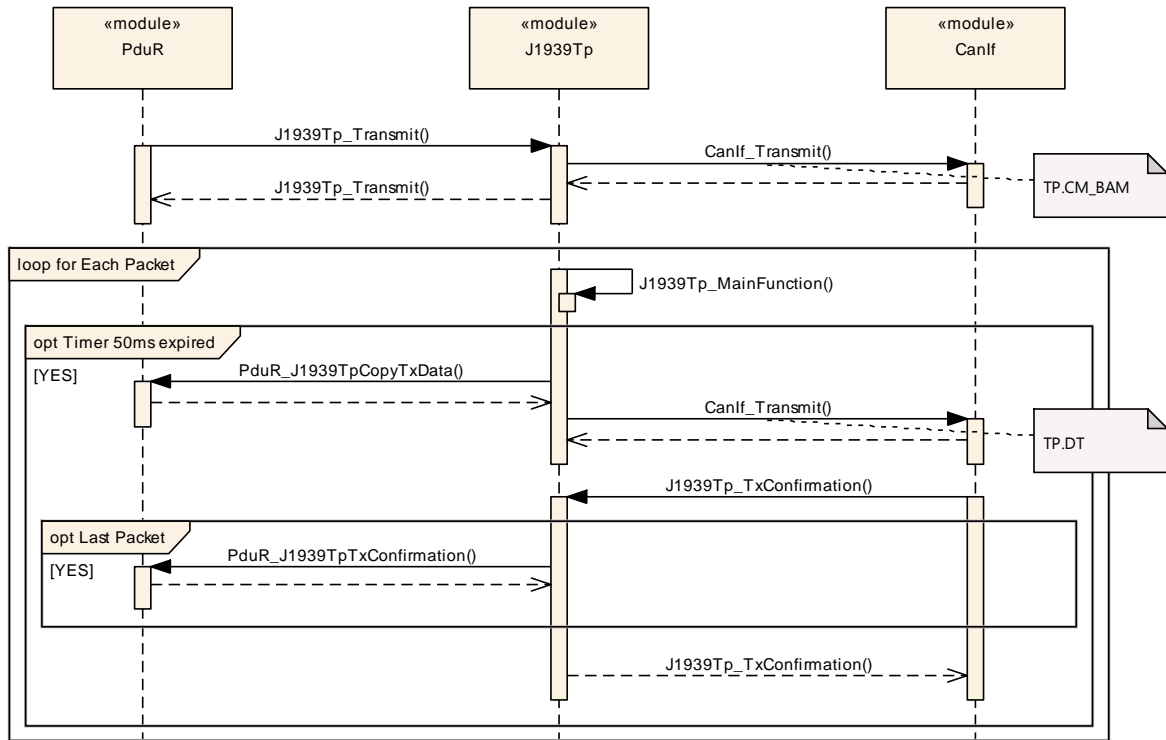 «module»
PduR
«module»
J1939Tp
«module»
CanIf
J1939Tp_Transmit()
CanIf_Transmit()
J1939Tp_Transmit()
TP.CM_BAM
loop for Each Packet
J1939Tp_MainFunction()
opt Timer 50ms expired
[YES]
PduR_J1939TpCopyTxData()
CanIf_Transmit()
TP.DT
J1939Tp_TxConfirmation()
opt Last Packet
[YES]
PduR_J1939TpTxConfirmation()
J1939Tp_TxConfirmation()